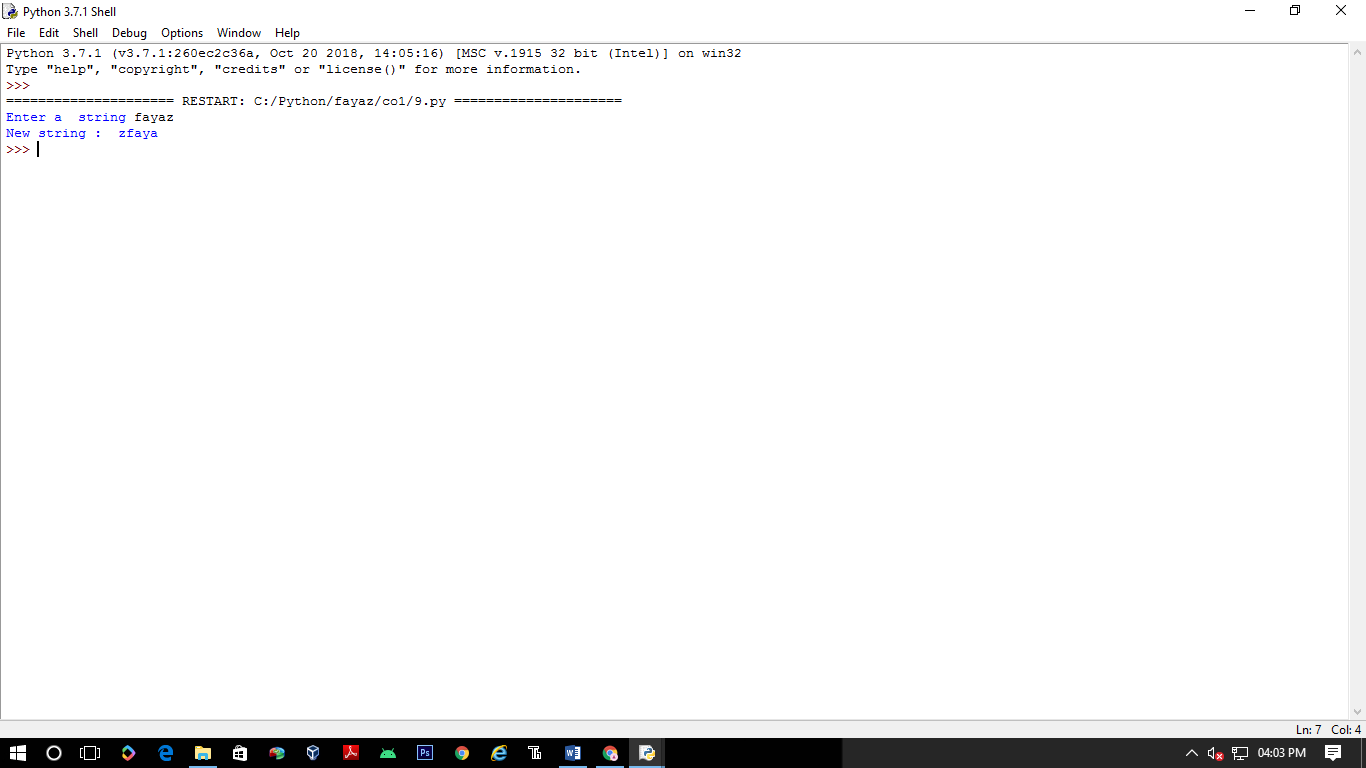 Python 3.7.1 Shell
File Edit Shell Debug Options Window Help
Python 3.7.1 (v3.7.1:260ec2c36a, Oct 20 2018, 14:05:16) [MSC v.1915 32 bit (Intel)] on win32
Type "help", "copyright", "credits" or "license()" for more information.
>>>
===================== RESTART: C:/Python/fayaz/co1/9.py =====================
Enter a  string fayaz
New string :  zfaya
>>>
Ln: 7 Col: 4
Ps
04:03 PM